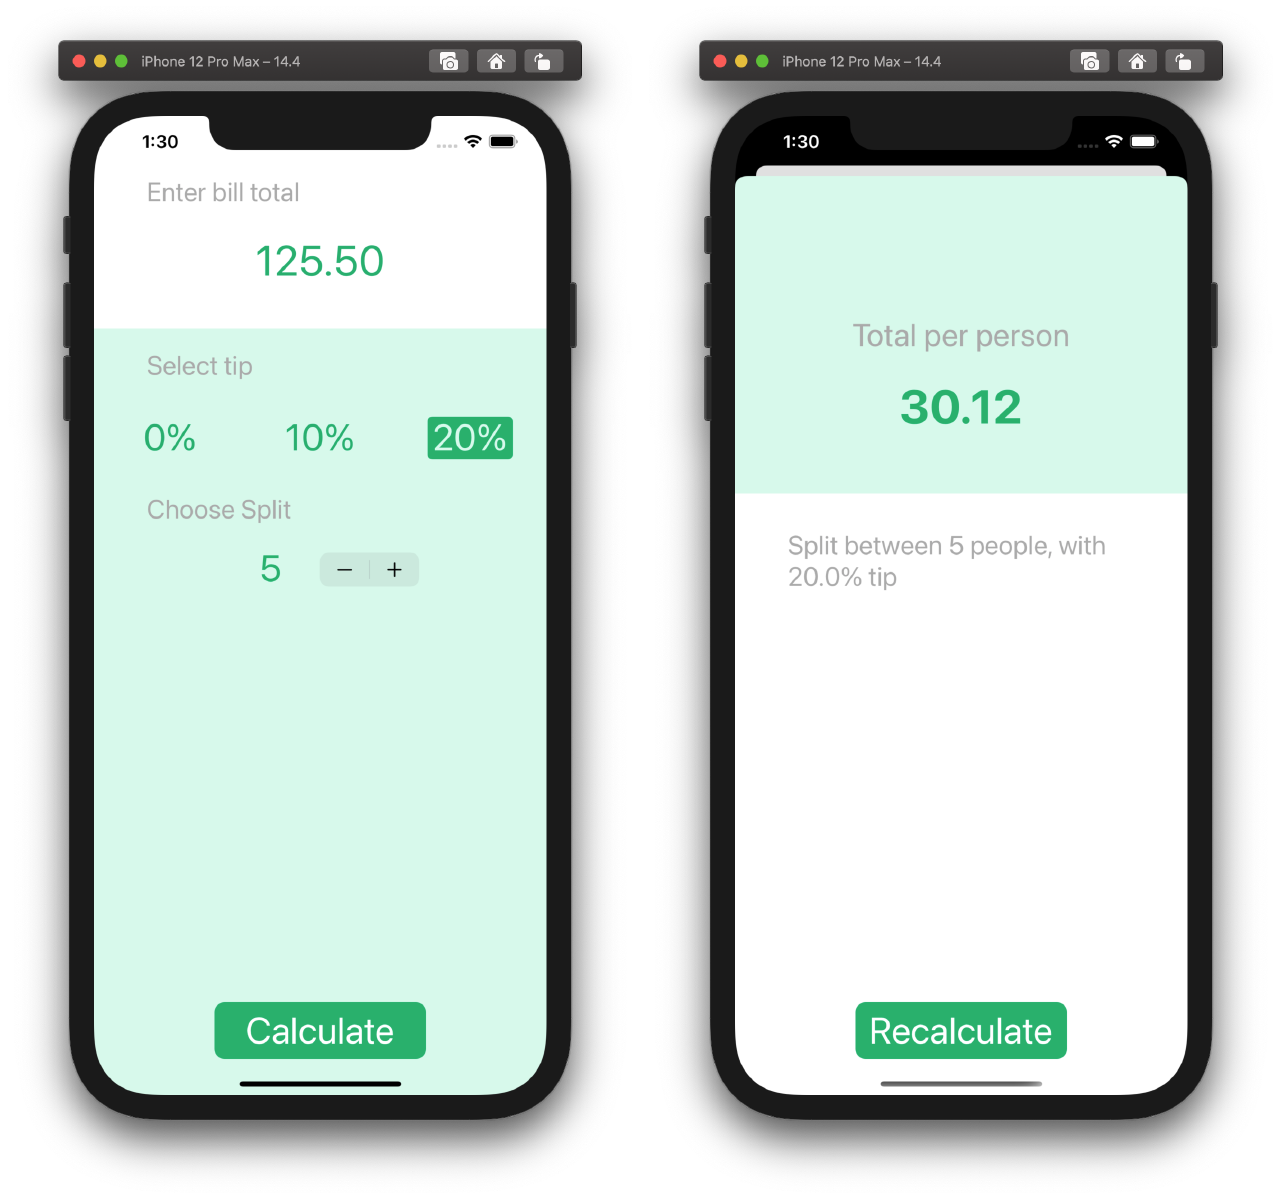 iPhone 12 Pro Max – 14.4
1:30
Enter bill total
125.50
Select tip
0% 10% 20%
Choose Split
5 − +
Calculate
iPhone 12 Pro Max – 14.4
1:30
Total per person
30.12
Split between 5 people, with
20.0% tip
Recalculate